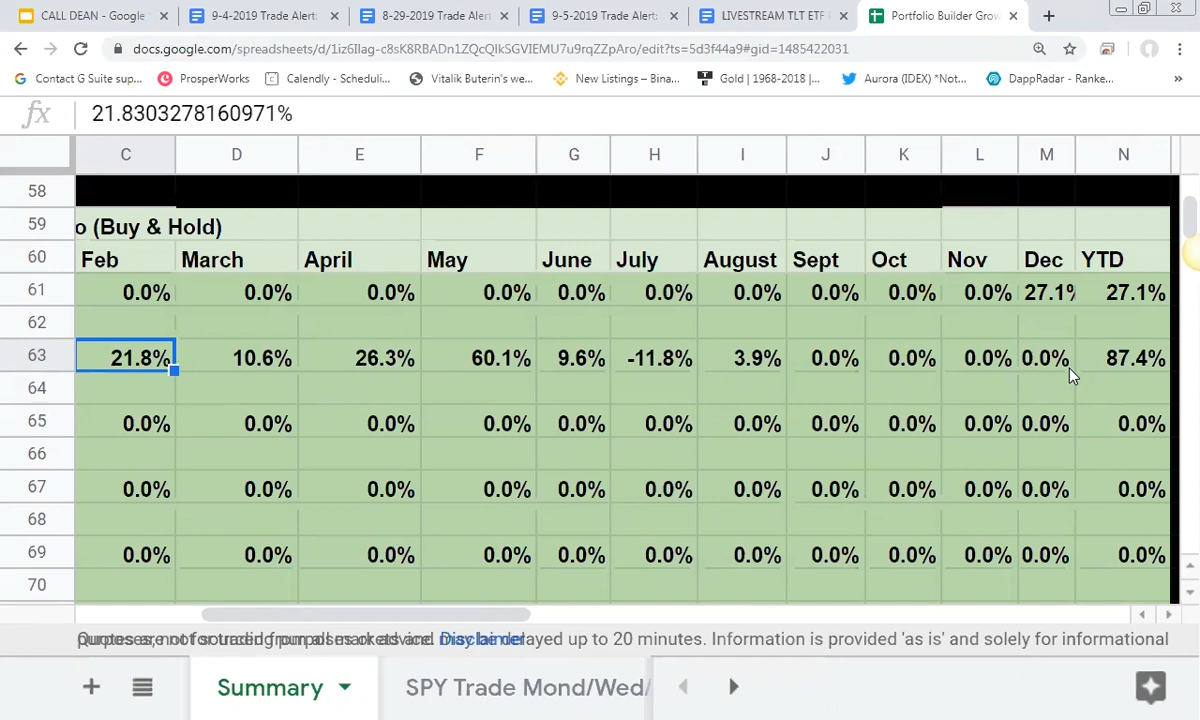 CALL DEAN - Google 9-4-2019 Trade Alert: 8-29-2019 Trade Alert 9-5-2019 Trade Alert: LIVESTREAM TLT ETF Portfolio Builder Grow
docs.google.com/spreadsheets/d/1iz6Ilag-c8sK8RBADn1ZQcQlkSGVIEMU7u9rqZZpAro/edit?ts=5d3f44a9#gid=1485422031
Contact G Suite sup... ProsperWorks Calendly - Scheduli... Vitalik Buterin's we... New Listings – Bina... Gold | 1968-2018 |... Aurora (IDEX) *Not... DappRadar - Ranke... »
fx 21.8303278160971%
C D E F G H I J K L M N
58
59 o (Buy & Hold)
60 Feb March April May June July August Sept Oct Nov Dec YTD
61 0.0% 0.0% 0.0% 0.0% 0.0% 0.0% 0.0% 0.0% 0.0% 0.0% 27.1% 27.1%
62
63 21.8% 10.6% 26.3% 60.1% 9.6% -11.8% 3.9% 0.0% 0.0% 0.0% 0.0% 87.4%
64
65 0.0% 0.0% 0.0% 0.0% 0.0% 0.0% 0.0% 0.0% 0.0% 0.0% 0.0% 0.0%
66
67 0.0% 0.0% 0.0% 0.0% 0.0% 0.0% 0.0% 0.0% 0.0% 0.0% 0.0% 0.0%
68
69 0.0% 0.0% 0.0% 0.0% 0.0% 0.0% 0.0% 0.0% 0.0% 0.0% 0.0% 0.0%
70
delayed up to 20 minutes. Information is provided 'as is' and solely for informational
Summary SPY Trade Mond/Wed/